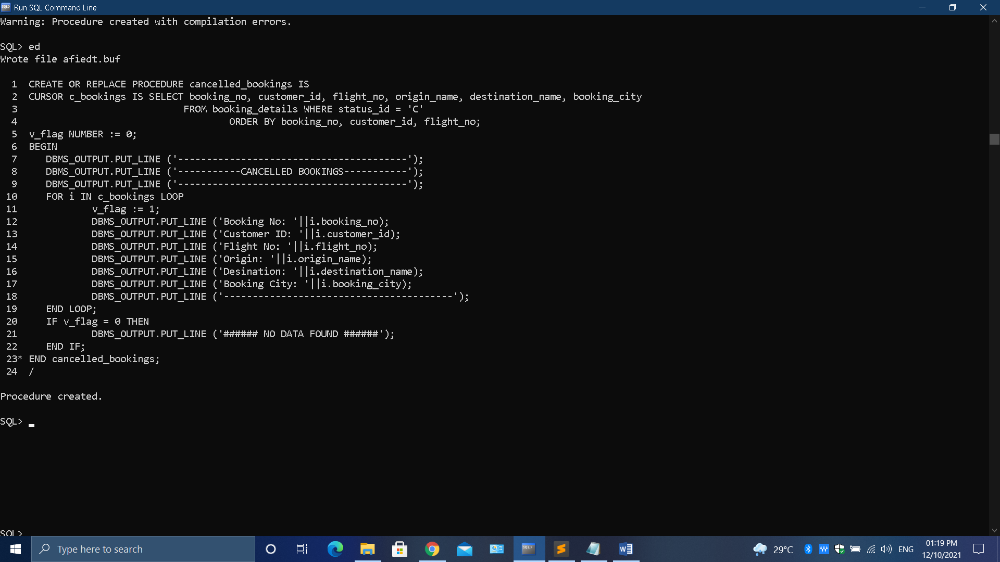 Run SQL Command Line
Warning: Procedure created with compilation errors.
SQL> ed
Wrote file afiedt.buf
1 CREATE OR REPLACE PROCEDURE cancelled_bookings IS
2 CURSOR c_bookings IS SELECT booking_no, customer_id, flight_no, origin_name, destination_name, booking_city
3 FROM booking_details WHERE status_id = 'C'
4 ORDER BY booking_no, customer_id, flight_no;
5 v_flag NUMBER := 0;
6 BEGIN
7 DBMS_OUTPUT.PUT_LINE ('----------------------------------------');
8 DBMS_OUTPUT.PUT_LINE ('-----------CANCELLED BOOKINGS-----------');
9 DBMS_OUTPUT.PUT_LINE ('----------------------------------------');
10 FOR i IN c_bookings LOOP
11 v_flag := 1;
12 DBMS_OUTPUT.PUT_LINE ('Booking No: '||i.booking_no);
13 DBMS_OUTPUT.PUT_LINE ('Customer ID: '||i.customer_id);
14 DBMS_OUTPUT.PUT_LINE ('Flight No: '||i.flight_no);
15 DBMS_OUTPUT.PUT_LINE ('Origin: '||i.origin_name);
16 DBMS_OUTPUT.PUT_LINE ('Desination: '||i.destination_name);
17 DBMS_OUTPUT.PUT_LINE ('Booking City: '||i.booking_city);
18 DBMS_OUTPUT.PUT_LINE ('----------------------------------------');
19 END LOOP;
20 IF v_flag = 0 THEN
21 DBMS_OUTPUT.PUT_LINE ('###### NO DATA FOUND ######');
22 END IF;
23* END cancelled_bookings;
24 /
Procedure created.
SQL>
SQL>
Type here to search
29°C
ENG
01:19 PM
12/10/2021